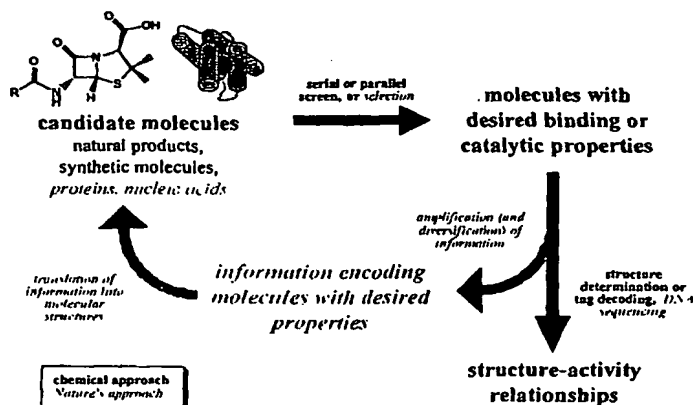 O
OH
O
N
O
R
N
H
H
S
candidate molecules
natural products,
synthetic molecules,
proteins, nucleic acids
serial or parallel
screen, or selection
molecules with
desired binding or
catalytic properties
amplification (and
diversification) of
information
structure
determination or
tag decoding, DNA
sequencing
translation of
information into
molecular
structures
information encoding
molecules with desired
properties
structure-activity
relationships
chemical approach
Nature's approach